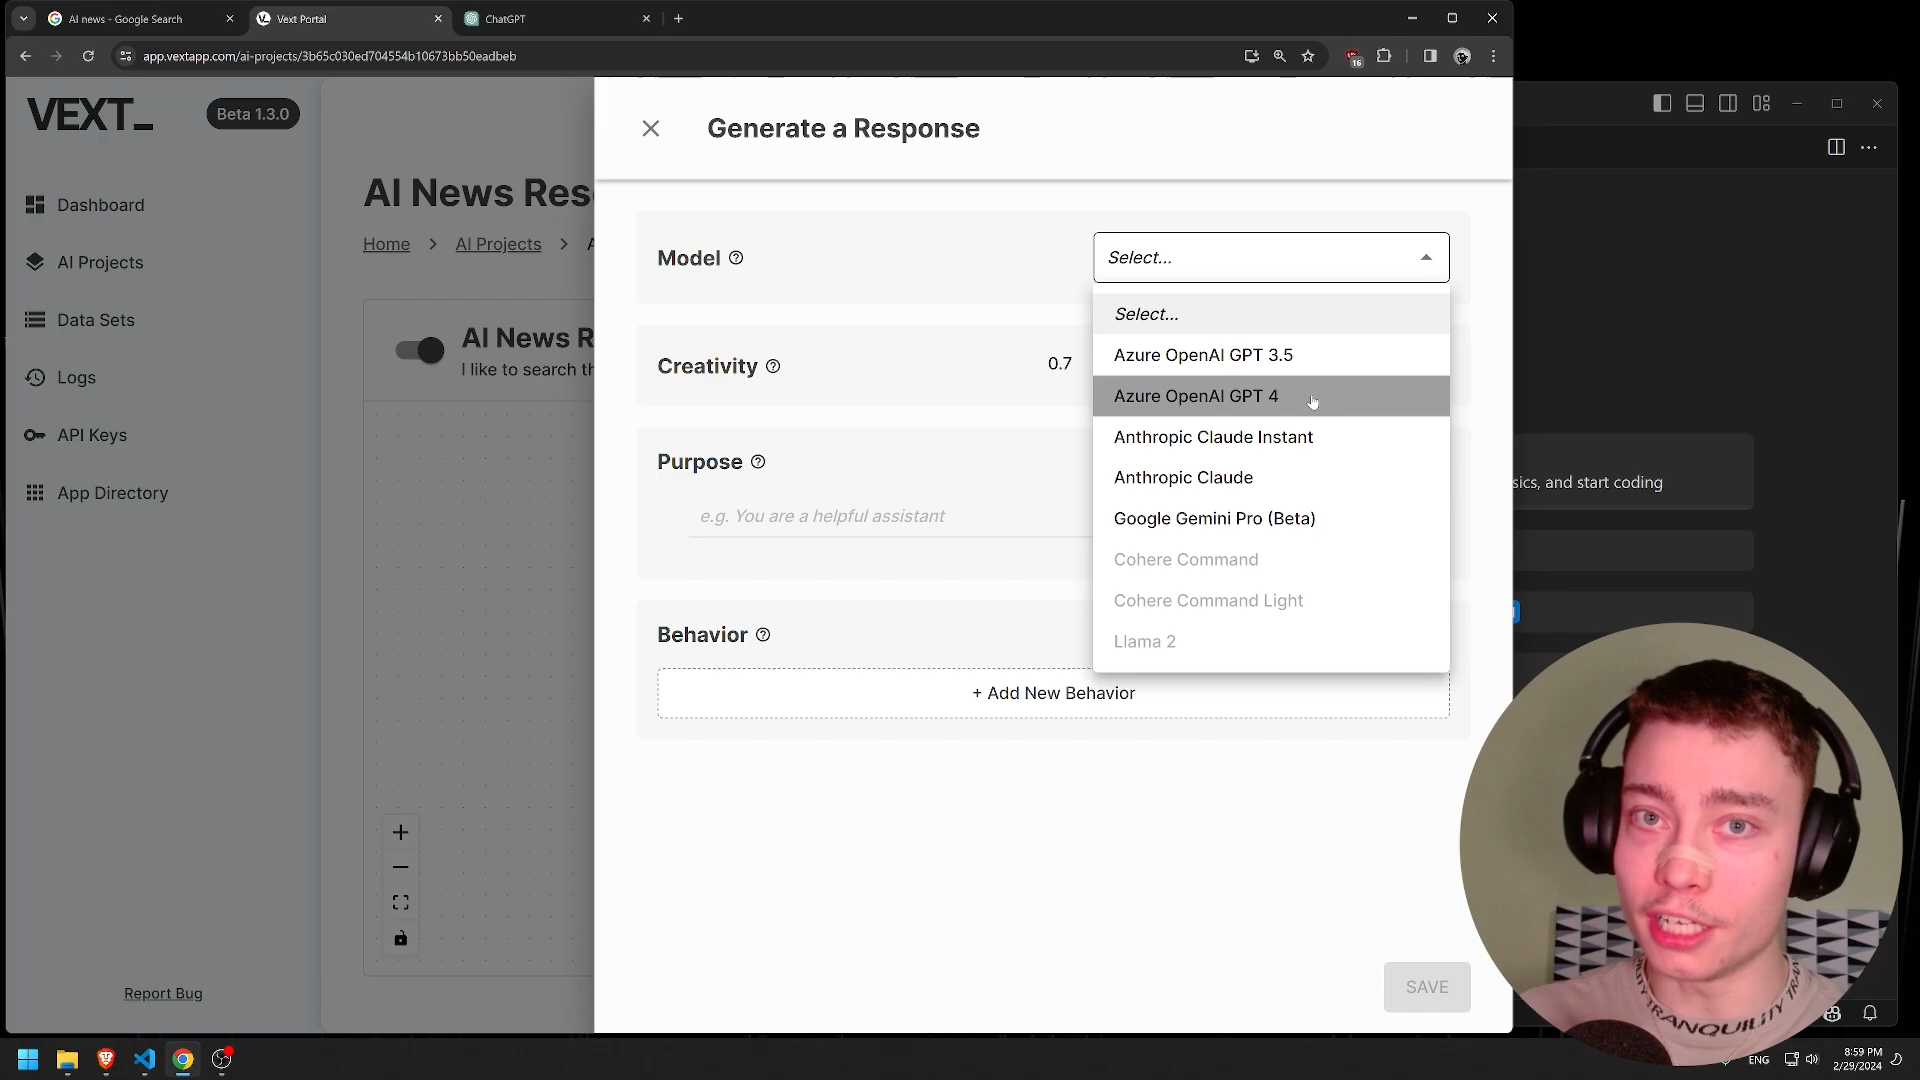 AI news - Google Search
Vext Portal
ChatGPT
app.vextapp.com/ai-projects/3b65c030ed704554b10673bb50eadbeb
16
VEXT_
Beta 1.3.0
Dashboard
AI Projects
Data Sets
Logs
API Keys
App Directory
Report Bug
AI News Res
Home > AI Projects >
AI News R
I like to search th
Generate a Response
Model
Select...
Select...
Azure OpenAI GPT 3.5
Azure OpenAI GPT 4
Anthropic Claude Instant
Anthropic Claude
Google Gemini Pro (Beta)
Cohere Command
Cohere Command Light
Llama 2
Creativity
0.7
Purpose
e.g. You are a helpful assistant
Behavior
+ Add New Behavior
SAVE
sics, and start coding
TRANQUILITY TRAN
ENG
8:59 PM
2/29/2024